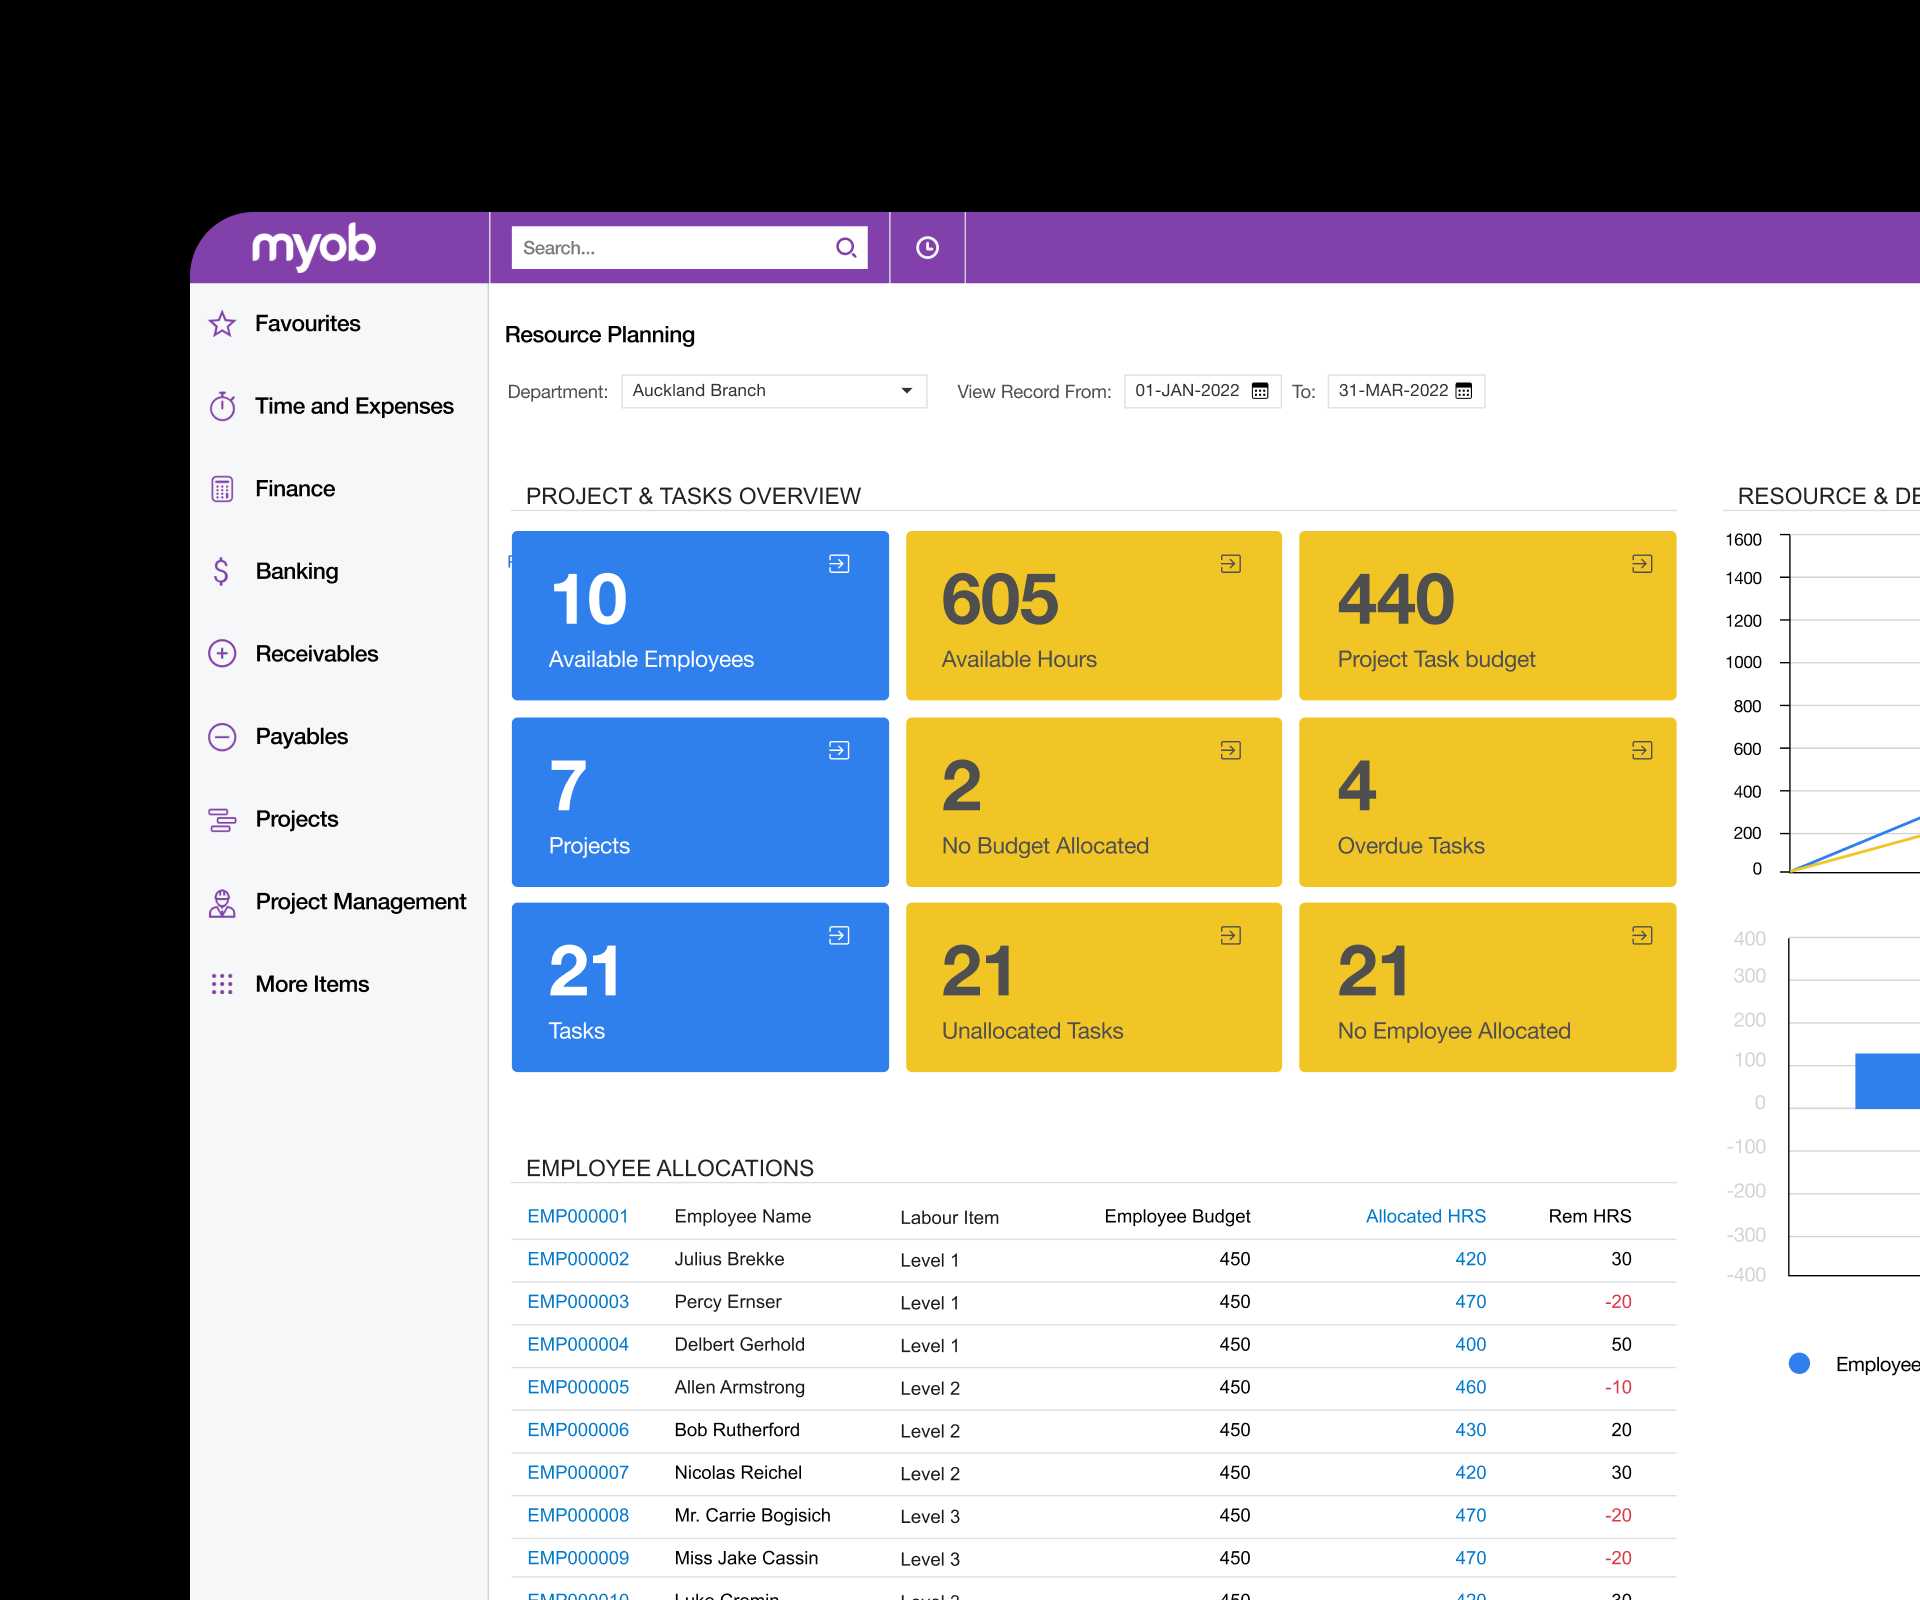 myob
Search...
Favourites
Time and Expenses
Finance
Banking
Receivables
Payables
Projects
Project Management
More Items
Resource Planning
Department: Auckland Branch View Record From: 01-JAN-2022 To: 31-MAR-2022
PROJECT & TASKS OVERVIEW
10
Available Employees
605
Available Hours
440
Project Task budget
7
Projects
2
No Budget Allocated
4
Overdue Tasks
21
Tasks
21
Unallocated Tasks
21
No Employee Allocated
EMPLOYEE ALLOCATIONS
EMP000001 Employee Name Labour Item Employee Budget Allocated HRS Rem HRS
EMP000002 Julius Brekke Level 1 450 420 30
EMP000003 Percy Ernser Level 1 450 470 -20
EMP000004 Delbert Gerhold Level 1 450 400 50
EMP000005 Allen Armstrong Level 2 450 460 -10
EMP000006 Bob Rutherford Level 2 450 430 20
EMP000007 Nicolas Reichel Level 2 450 420 30
EMP000008 Mr. Carrie Bogisich Level 3 450 470 -20
EMP000009 Miss Jake Cassin Level 3 450 470 -20
EMP000010 Luke Cremin Level 3 450 420 30
RESOURCE & DE
1600
1400
1200
1000
800
600
400
200
0
400
300
200
100
0
-100
-200
-300
-400
Employee